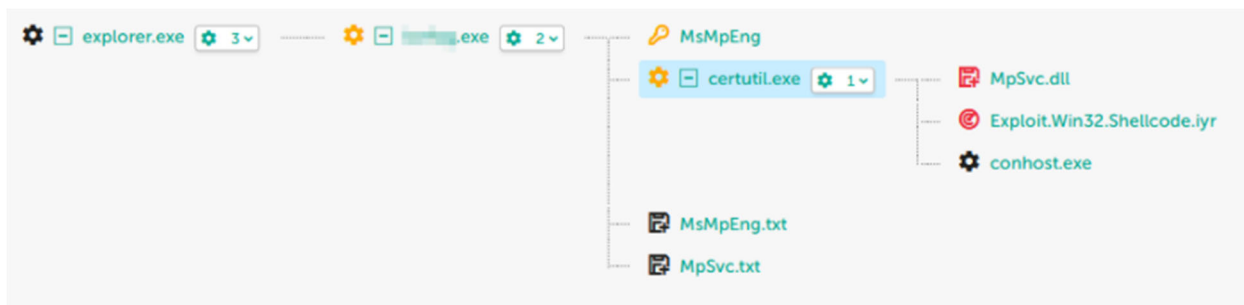 explorer.exe 3 .exe 2 MsMpEng
certutil.exe 1 MpSvc.dll
Exploit.Win32.Shellcode.iyr
conhost.exe
MsMpEng.txt
MpSvc.txt